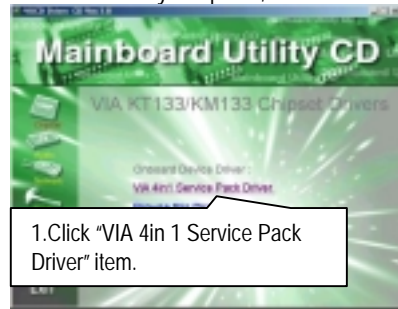 Mainboard Utility CD
VIA KT133/KM133 Chipset Drivers
Onboard Device Driver :
VIA 4in1 Service Pack Driver.
1.Click “VIA 4in 1 Service Pack
Driver” item.
EXIT